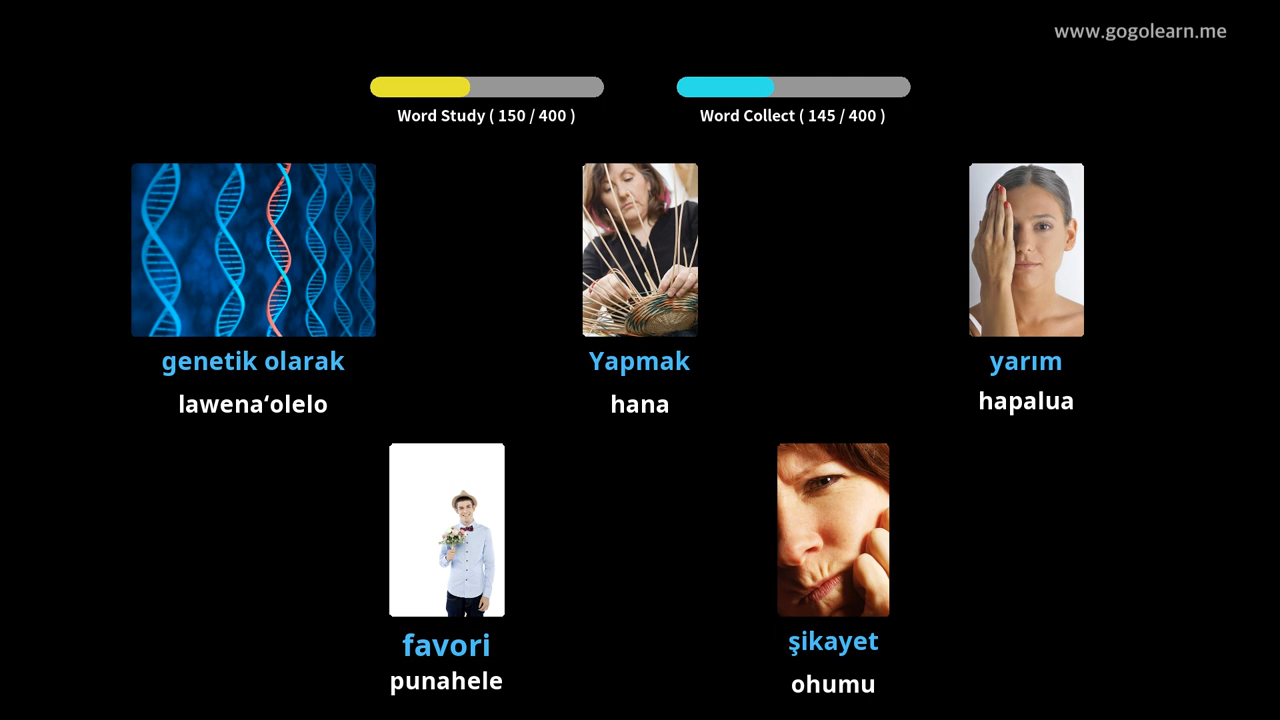 www.gogolearn.me
Word Study ( 150 / 400 )
Word Collect ( 145 / 400 )
genetik olarak
lawenaʻolelo
Yapmak
hana
yarım
hapalua
favori
punahele
şikayet
ohumu